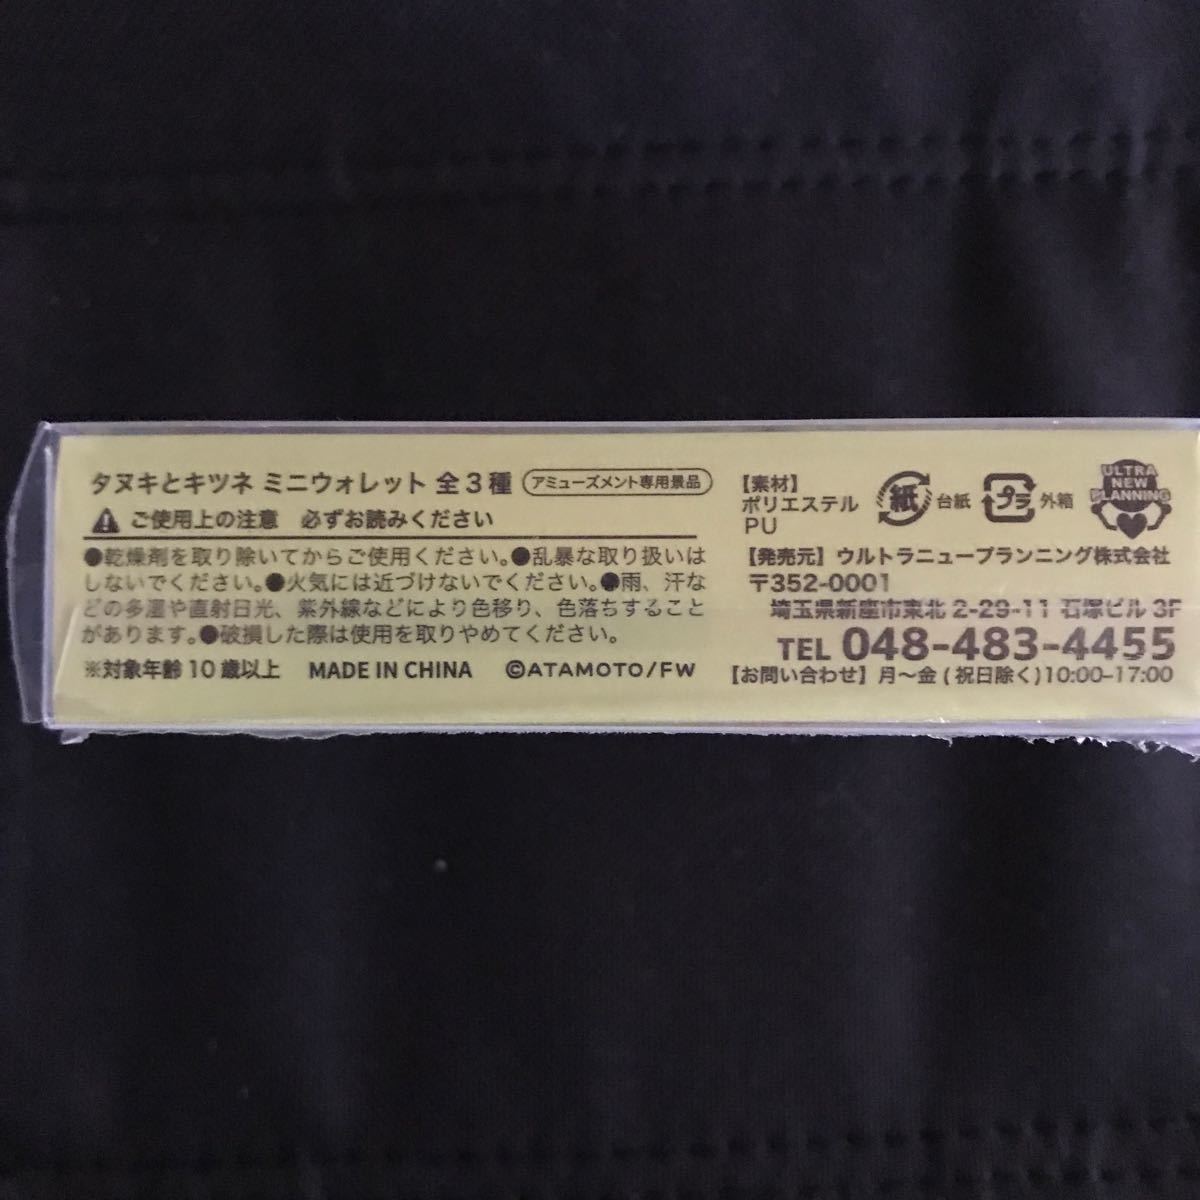 タヌキとキツネ ミニウォレット 全3種 アミューズメント専用景品
ご使用上の注意 必ずお読みください
●乾燥剤を取り除いてからご使用ください。●乱暴な取り扱いは
しないでください。●火気には近づけないでください。●雨、汗な
どの多湿や直射日光、紫外線などにより色移り、色落ちすること
があります。●破損した際は使用を取りやめてください。
※対象年齢10歳以上 MADE IN CHINA ©ATAMOTO/FW
【素材】
ポリエステル
PU
紙 台紙 プラ 外箱
ULTRA
NEW
PLANNING
【発売元】ウルトラニュープランニング株式会社
〒352-0001
埼玉県新座市東北 2-29-11 石塚ビル 3F
TEL 048-483-4455
【お問い合わせ】月～金(祝日除く)10:00-17:00